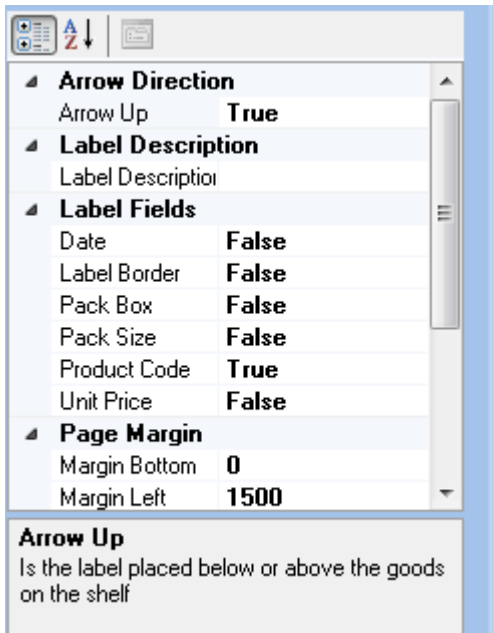 A
Z
Arrow Direction
Arrow Up True
Label Description
Label Description
Label Fields
Date False
Label Border False
Pack Box False
Pack Size False
Product Code True
Unit Price False
Page Margin
Margin Bottom 0
Margin Left 1500
Arrow Up
Is the label placed below or above the goods
on the shelf